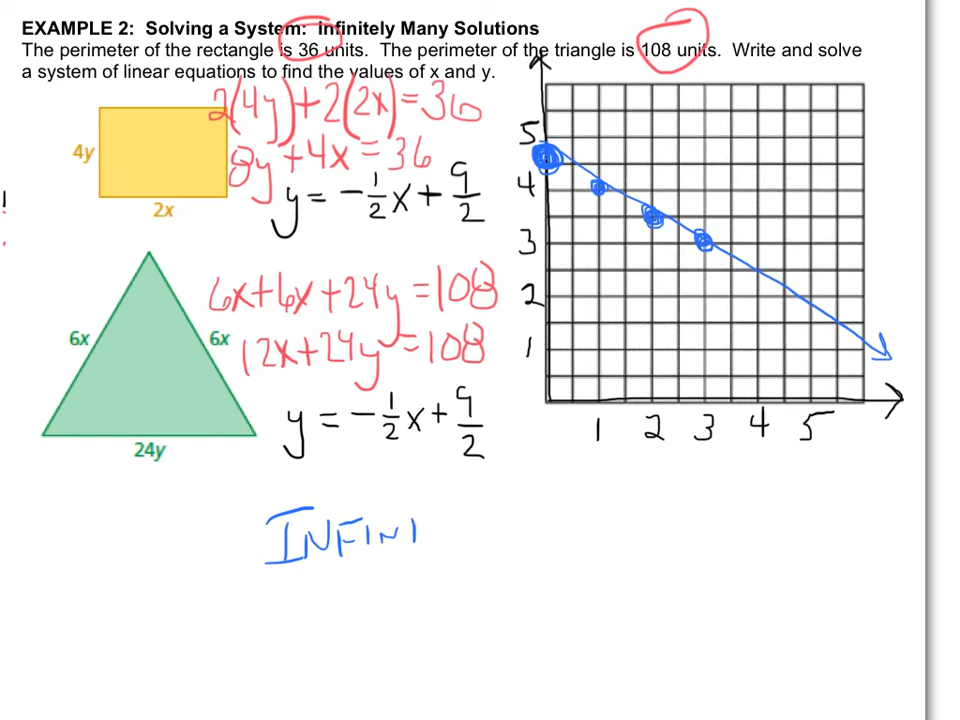 EXAMPLE 2: Solving a System: Infinitely Many Solutions
The perimeter of the rectangle is 36 units. The perimeter of the triangle is 108 units. Write and solve
a system of linear equations to find the values of x and y.
2(4y)+2(2x)=36
4y
8y+4x=36
y=-1/2x+9/2
2x
6x+6x+24y=108
6x
6x
12x+24y=108
y=-1/2x+9/2
24y
5
4
3
2
1
1 2 3 4 5
INFINI
!